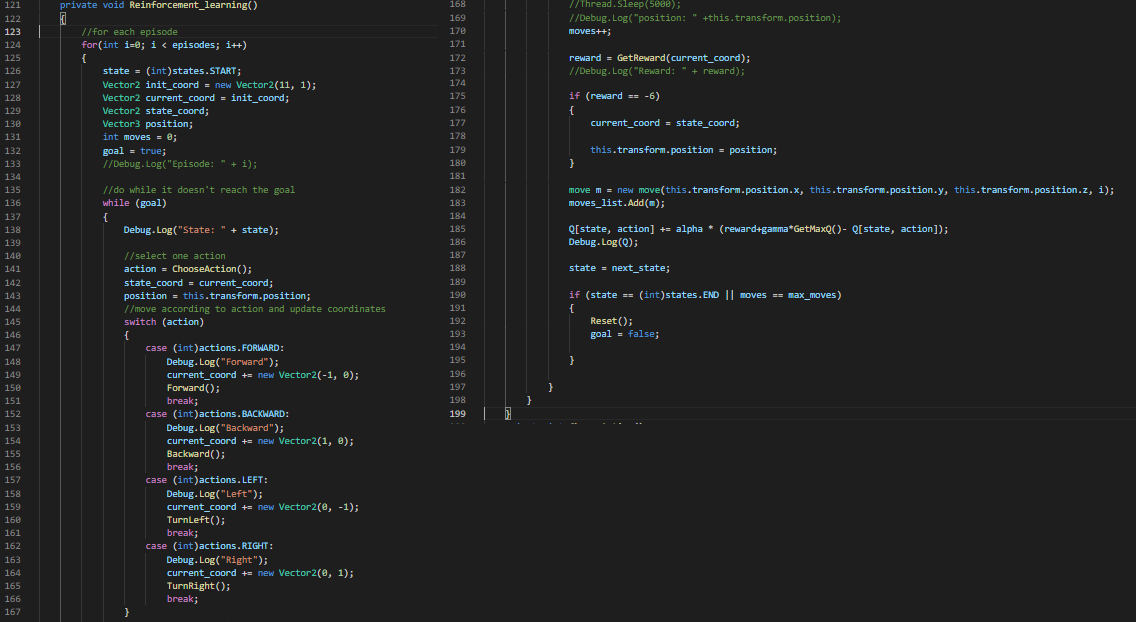 121 private void Reinforcement_learning()
122 {
123 //for each episode
124 for(int i=0; i < episodes; i++)
125 {
126 state = (int)states.START;
127 Vector2 init_coord = new Vector2(11, 1);
128 Vector2 current_coord = init_coord;
129 Vector2 state_coord;
130 Vector3 position;
131 int moves = 0;
132 goal = true;
133 //Debug.Log("Episode: " + i);
134
135 //do while it doesn't reach the goal
136 while (goal)
137 {
138 Debug.Log("State: " + state);
139
140 //select one action
141 action = ChooseAction();
142 state_coord = current_coord;
143 position = this.transform.position;
144 //move according to action and update coordinates
145 switch (action)
146 {
147 case (int)actions.FORWARD:
148 Debug.Log("Forward");
149 current_coord += new Vector2(-1, 0);
150 Forward();
151 break;
152 case (int)actions.BACKWARD:
153 Debug.Log("Backward");
154 current_coord += new Vector2(1, 0);
155 Backward();
156 break;
157 case (int)actions.LEFT:
158 Debug.Log("Left");
159 current_coord += new Vector2(0, -1);
160 TurnLeft();
161 break;
162 case (int)actions.RIGHT:
163 Debug.Log("Right");
164 current_coord += new Vector2(0, 1);
165 TurnRight();
166 break;
167 }
168 //Thread.Sleep(5000);
169 //Debug.Log("position: " +this.transform.position);
170 moves++;
171
172 reward = GetReward(current_coord);
173 //Debug.Log("Reward: " + reward);
174
175 if (reward == -6)
176 {
177 current_coord = state_coord;
178
179 this.transform.position = position;
180 }
181
182 move m = new move(this.transform.position.x, this.transform.position.y, this.transform.position.z, i);
183 moves_list.Add(m);
184
185 Q[state, action] += alpha * (reward+gamma*GetMaxQ()- Q[state, action]);
186 Debug.Log(Q);
187
188 state = next_state;
189
190 if (state == (int)states.END || moves == max_moves)
191 {
192 Reset();
193 goal = false;
194
195 }
196
197 }
198 }
199 }